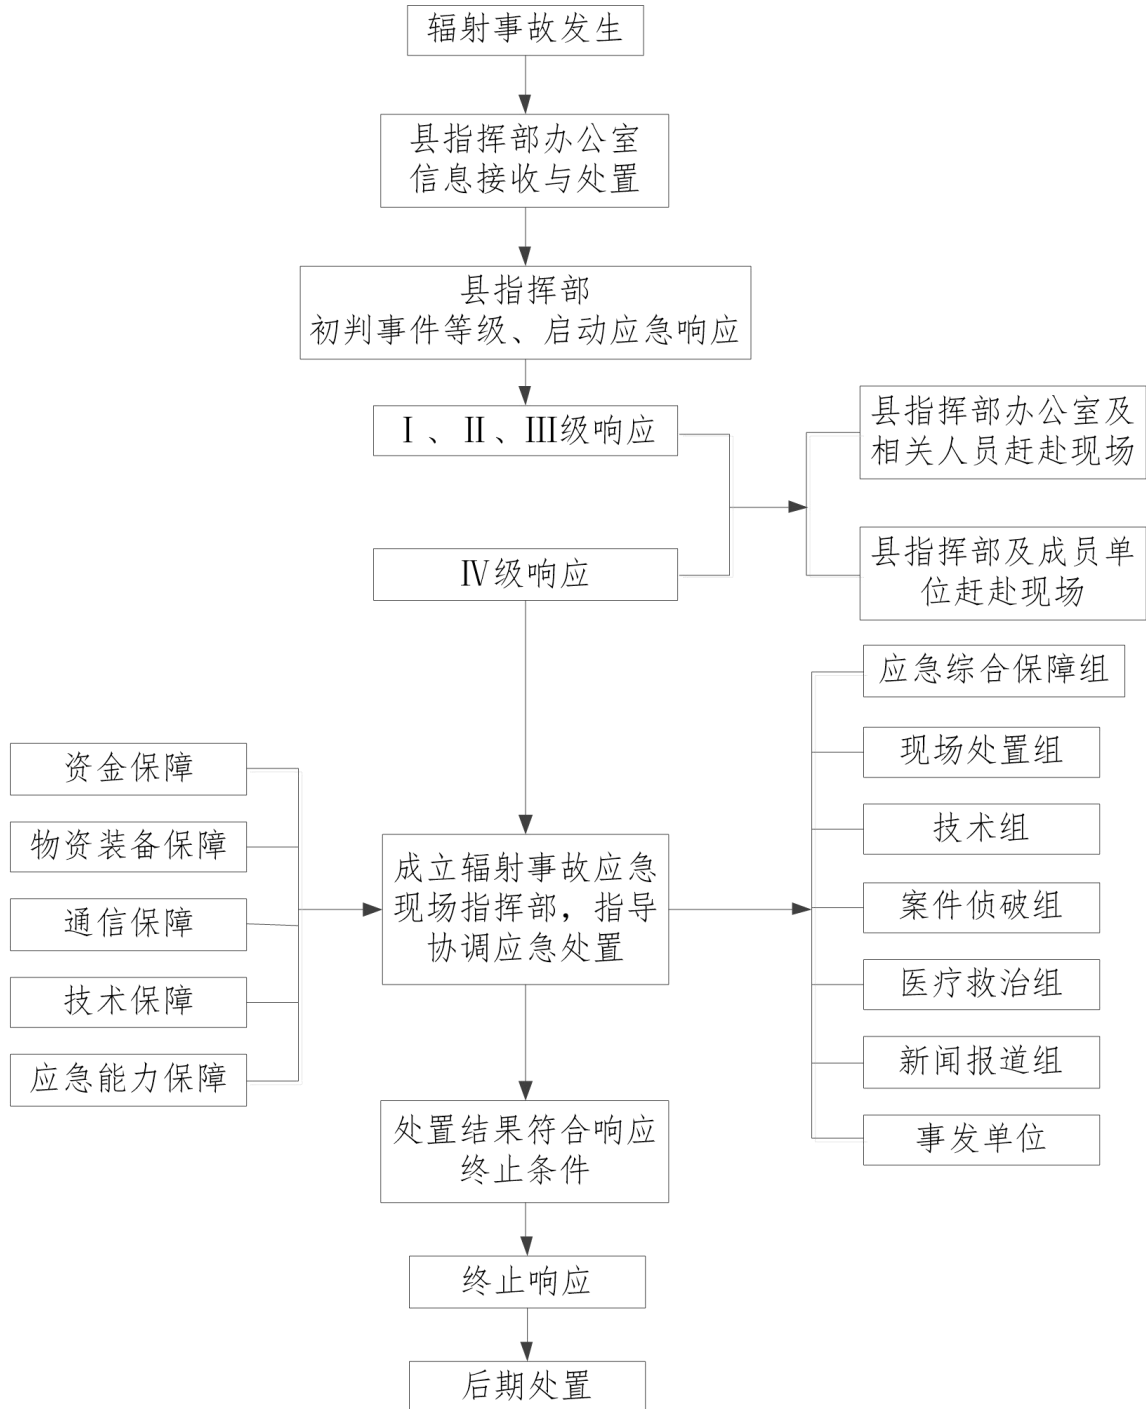 辐射事故发生
县指挥部办公室
信息接收与处置
县指挥部
初判事件等级、启动应急响应
Ⅰ、Ⅱ、Ⅲ级响应
县指挥部办公室及
相关人员赶赴现场
Ⅳ级响应
县指挥部及成员单
位赶赴现场
资金保障
物资装备保障
通信保障
技术保障
应急能力保障
成立辐射事故应急
现场指挥部，指导
协调应急处置
应急综合保障组
现场处置组
技术组
案件侦破组
医疗救治组
新闻报道组
事发单位
处置结果符合响应
终止条件
终止响应
后期处置